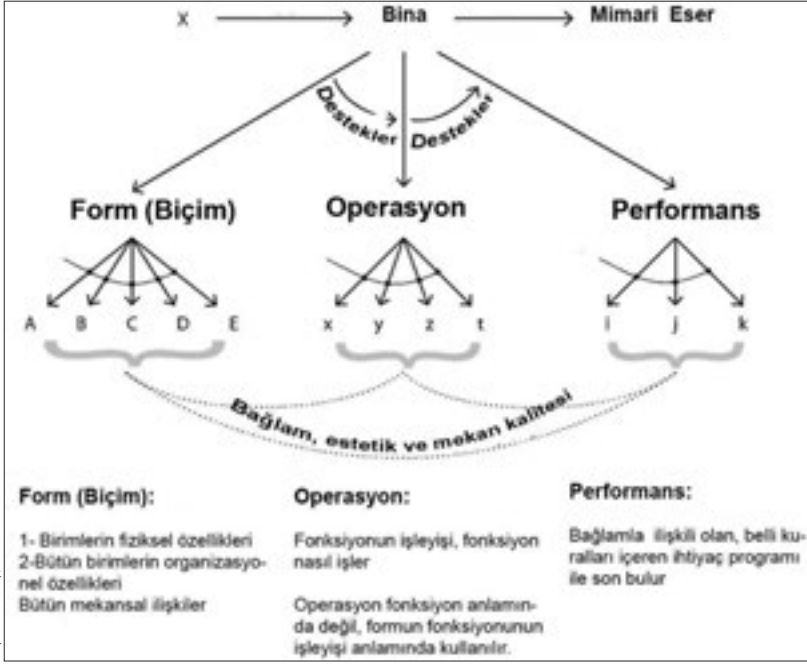 X Bina Mimari Eser
Destekler Destekler
Form (Biçim) Operasyon Performans
A B C D E x y z t i j k
Bağlam, estetik ve mekan kalitesi
Form (Biçim):
1- Birimlerin fiziksel özellikleri
2-Bütün birimlerin organizasyo-
nel özellikleri
Bütün mekansal ilişkiler
Operasyon:
Fonksiyonun işleyişi, fonksiyon
nasıl işler
Operasyon fonksiyon anlamın-
da değil, formun fonksiyonunun
işleyişi anlamında kullanılır.
Performans:
Bağlamla ilişkili olan, belli ku-
ralları içeren ihtiyaç programı
ile son bulur